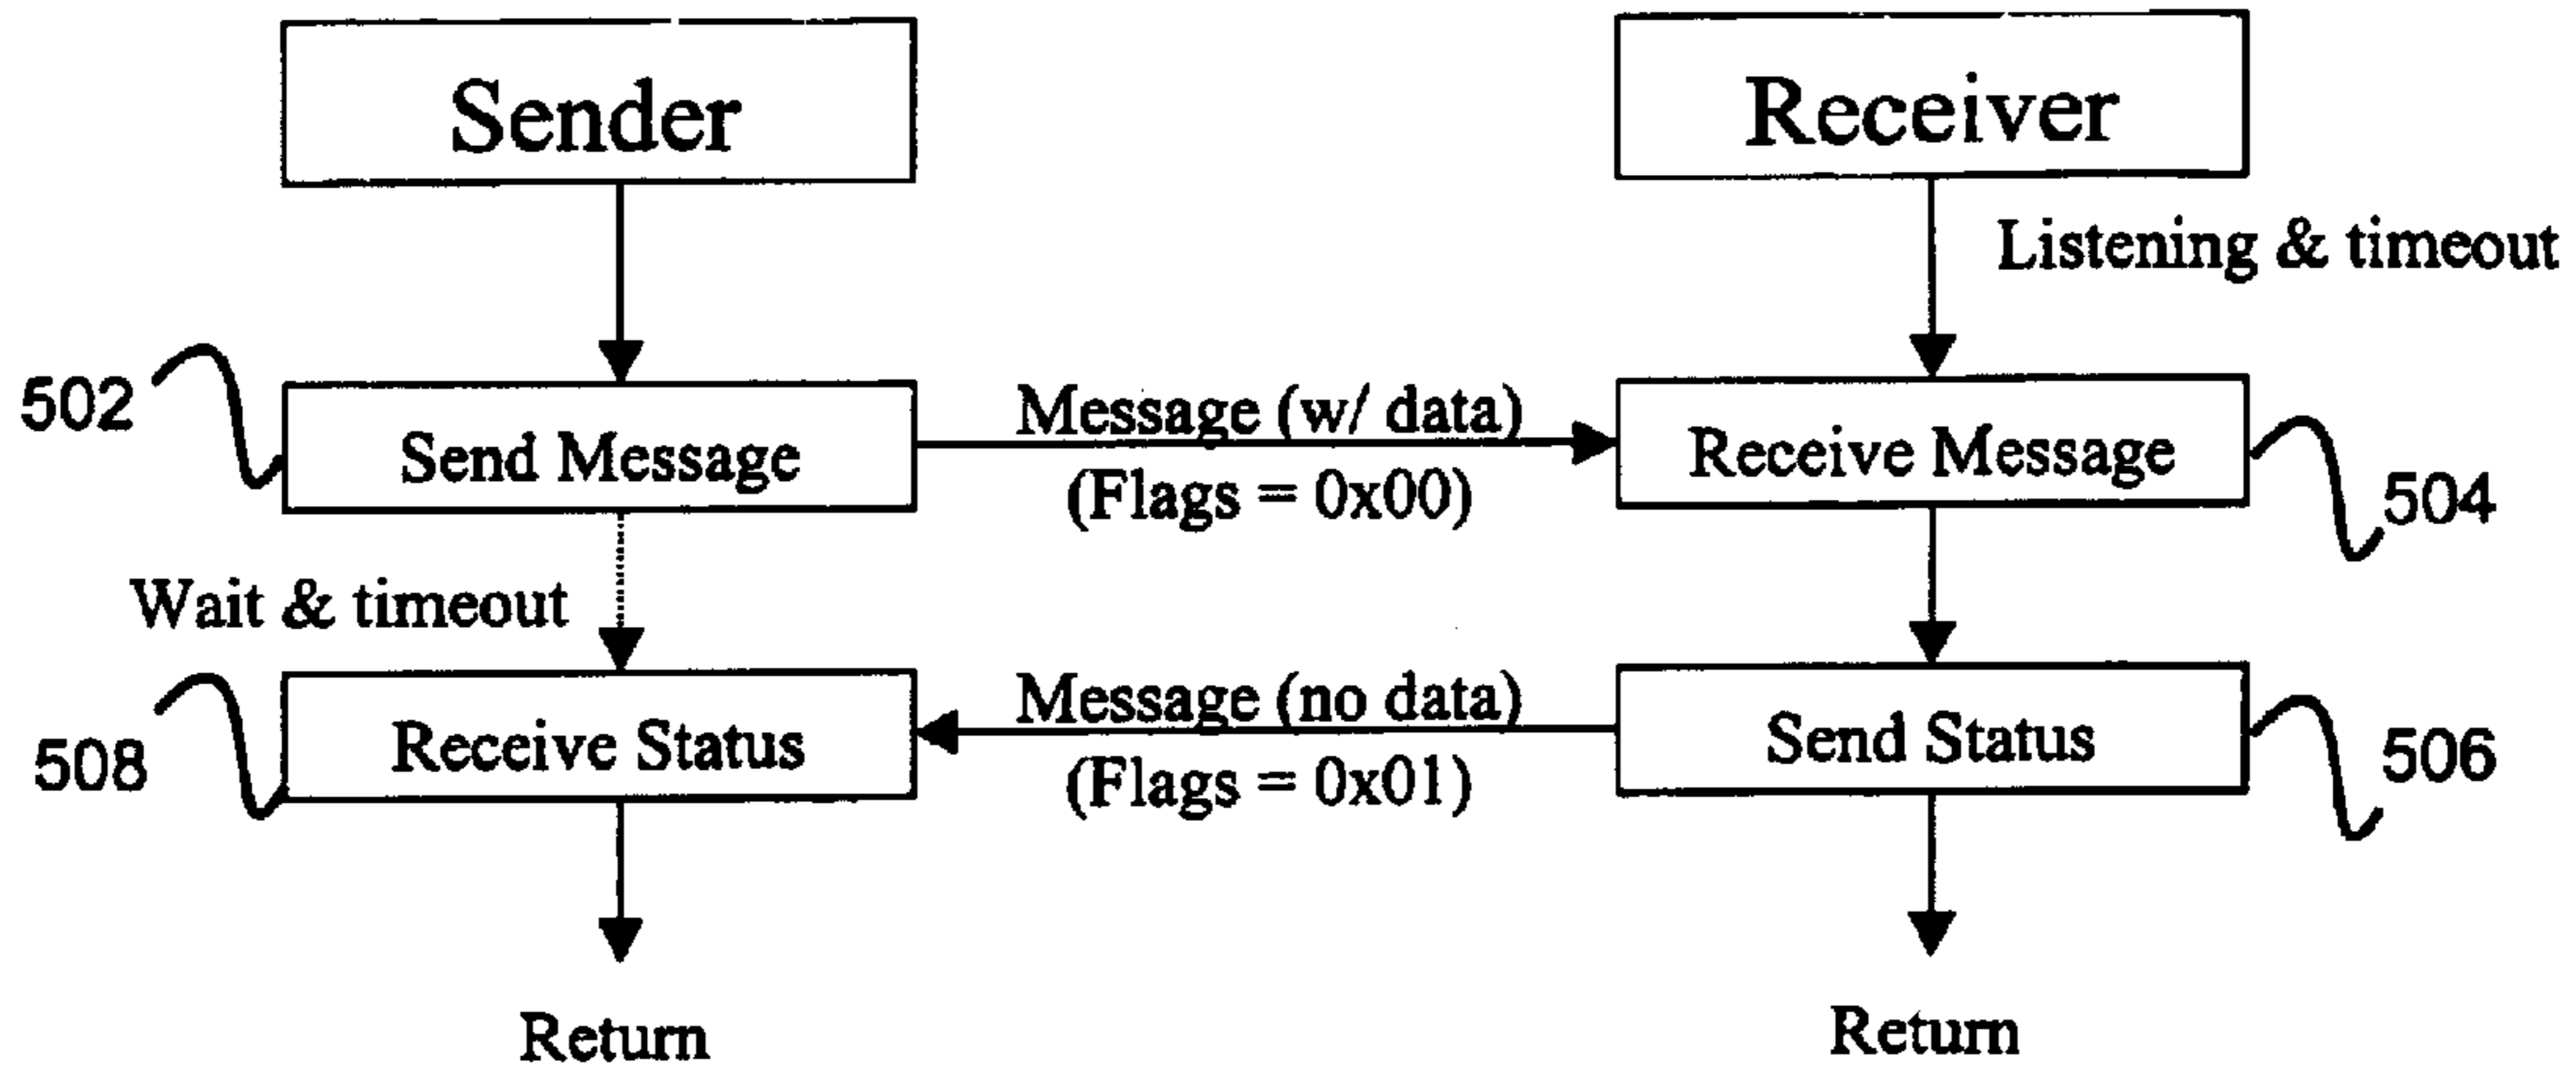 Sender
Receiver
Listening & timeout
502
Send Message
Message (w/ data)
(Flags = 0x00)
Receive Message
504
Wait & timeout
508
Receive Status
Message (no data)
(Flags = 0x01)
Send Status
506
Return
Return